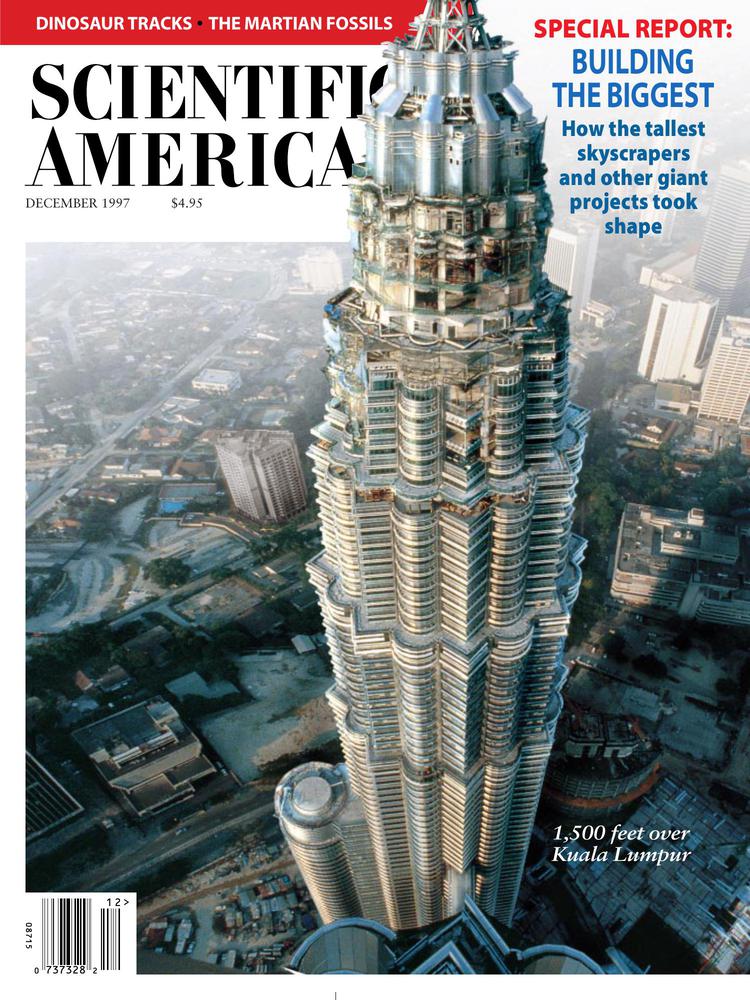 DINOSAUR TRACKS • THE MARTIAN FOSSILS
SCIENTIFIC
AMERICA
DECEMBER 1997 $4.95
SPECIAL REPORT:
BUILDING
THE BIGGEST
How the tallest
skyscrapers
and other giant
projects took
shape
1,500 feet over
Kuala Lumpur
12>
08715
0 737328 2